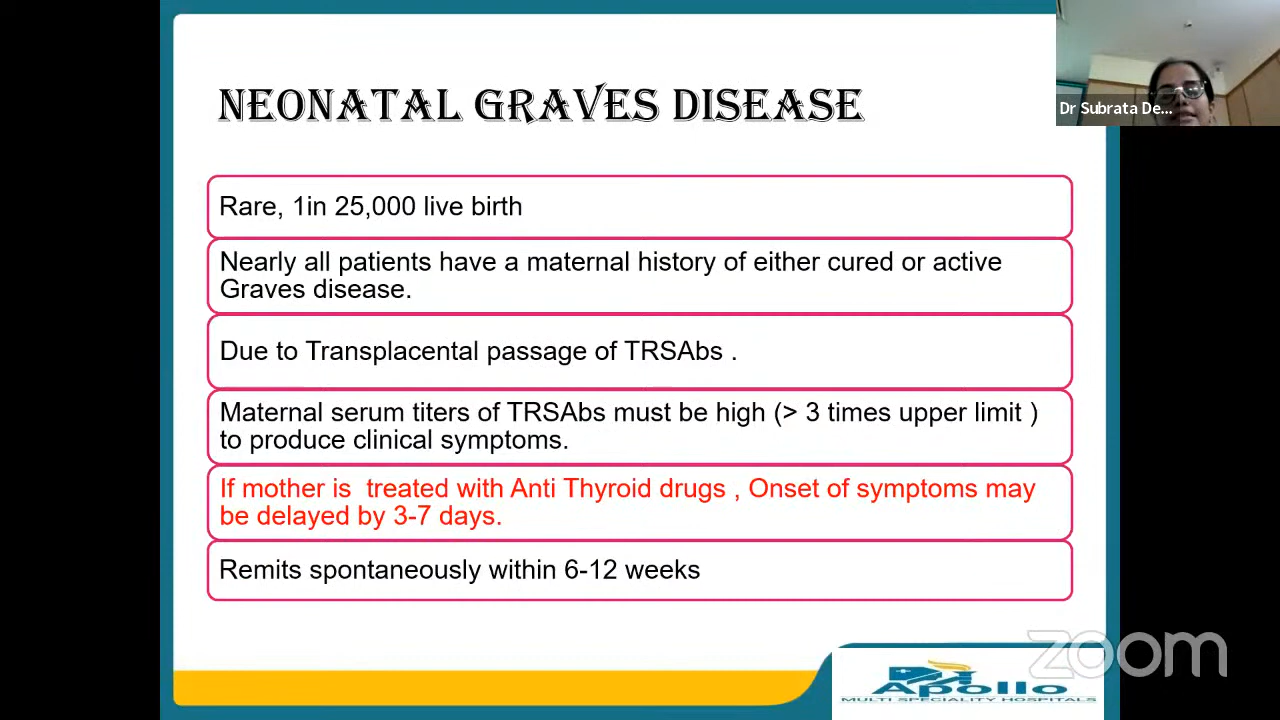 NEONATAL GRAVES DISEASE
Dr Subrata De...
Rare, 1in 25,000 live birth
Nearly all patients have a maternal history of either cured or active
Graves disease.
Due to Transplacental passage of TRSAbs .
Maternal serum titers of TRSAbs must be high (> 3 times upper limit )
to produce clinical symptoms.
If mother is  treated with Anti Thyroid drugs , Onset of symptoms may
be delayed by 3-7 days.
Remits spontaneously within 6-12 weeks
zoom
Apollo
MULTI SPECIALITY HOSPITALS